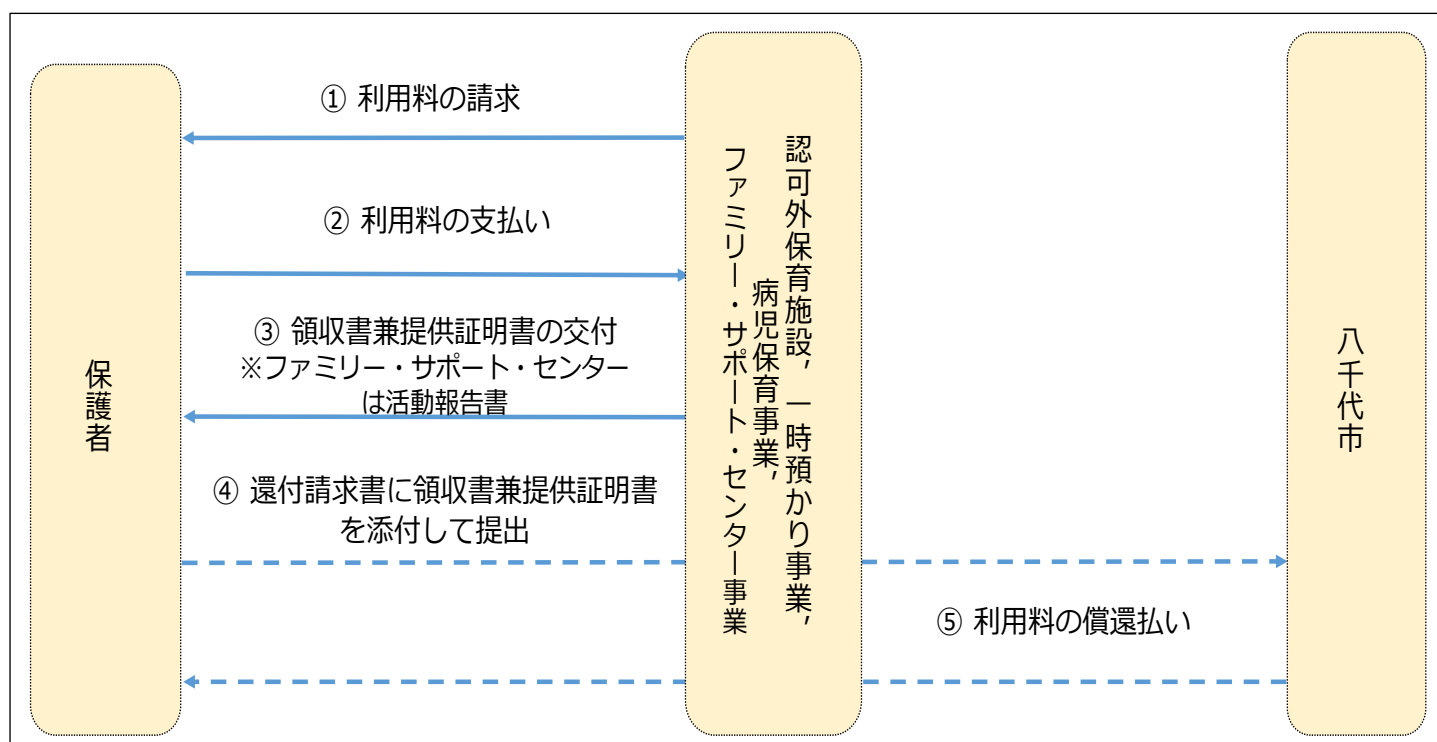 保護者
① 利用料の請求
② 利用料の支払い
③ 領収書兼提供証明書の交付
※ファミリー・サポート・センター
は活動報告書
④ 還付請求書に領収書兼提供証明書
を添付して提出
認可外保育施設，一時預かり事業，
病児保育事業，
ファミリー・サポート・センター事業
⑤ 利用料の償還払い
八千代市